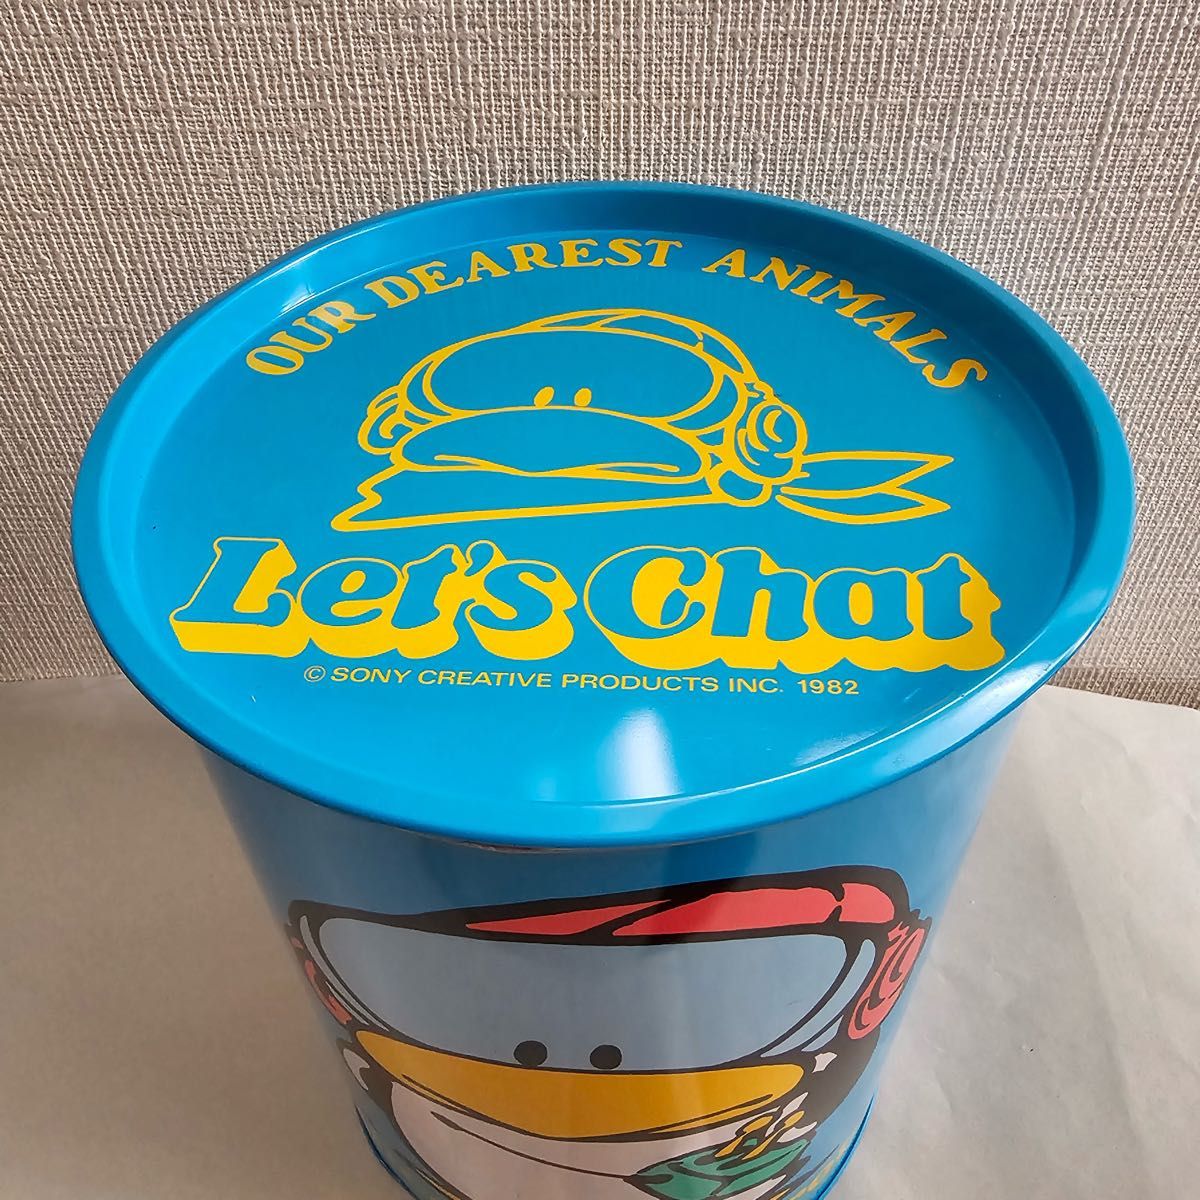 OUR DEAREST ANIMALS
Let's Chat
© SONY CREATIVE PRODUCTS INC. 1982